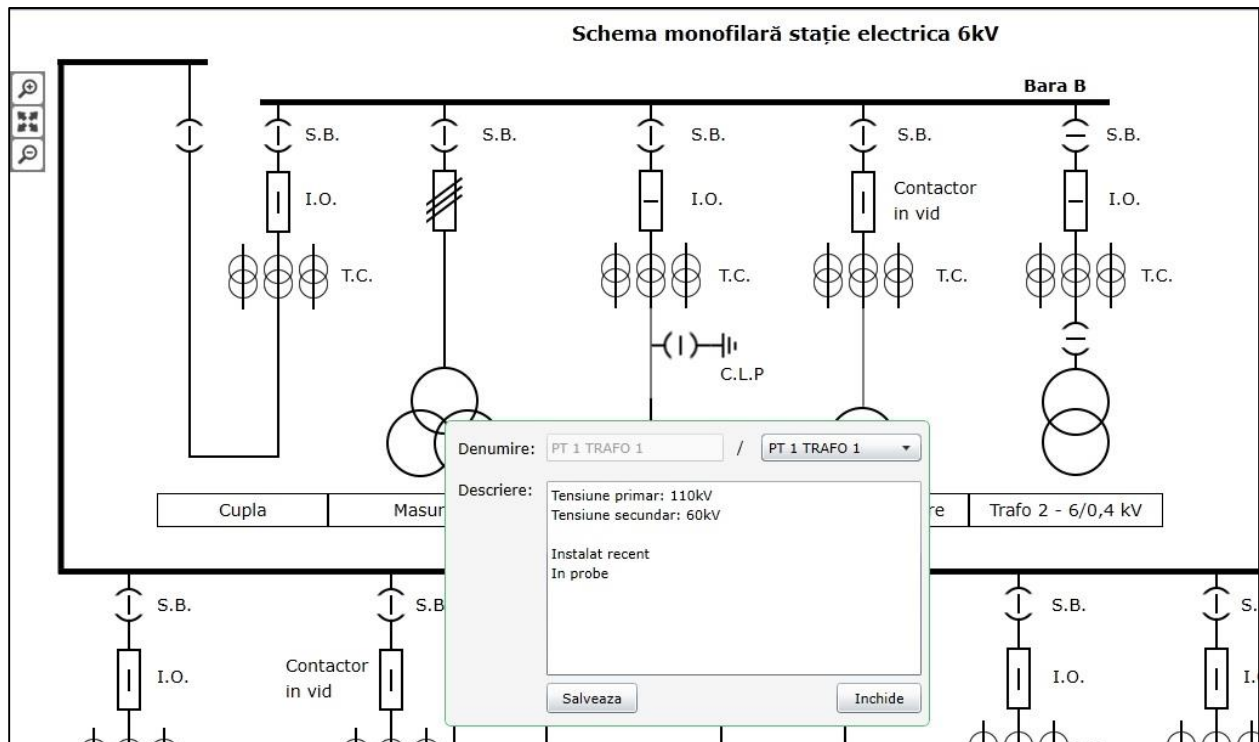 Schema monofilară stație electrica 6kV
Bara B
S.B.
S.B.
S.B.
S.B.
S.B.
I.O.
I.O.
Contactor
in vid
I.O.
T.C.
T.C.
T.C.
T.C.
C.L.P
Denumire: PT 1 TRAFO 1 / PT 1 TRAFO 1
Descriere:
Tensiune primar: 110kV
Tensiune secundar: 60kV
Instalat recent
In probe
Salveaza
Inchide
Cupla
Trafo 2 - 6/0,4 kV
S.B.
S.B.
I.O.
Contactor
in vid
I.O.